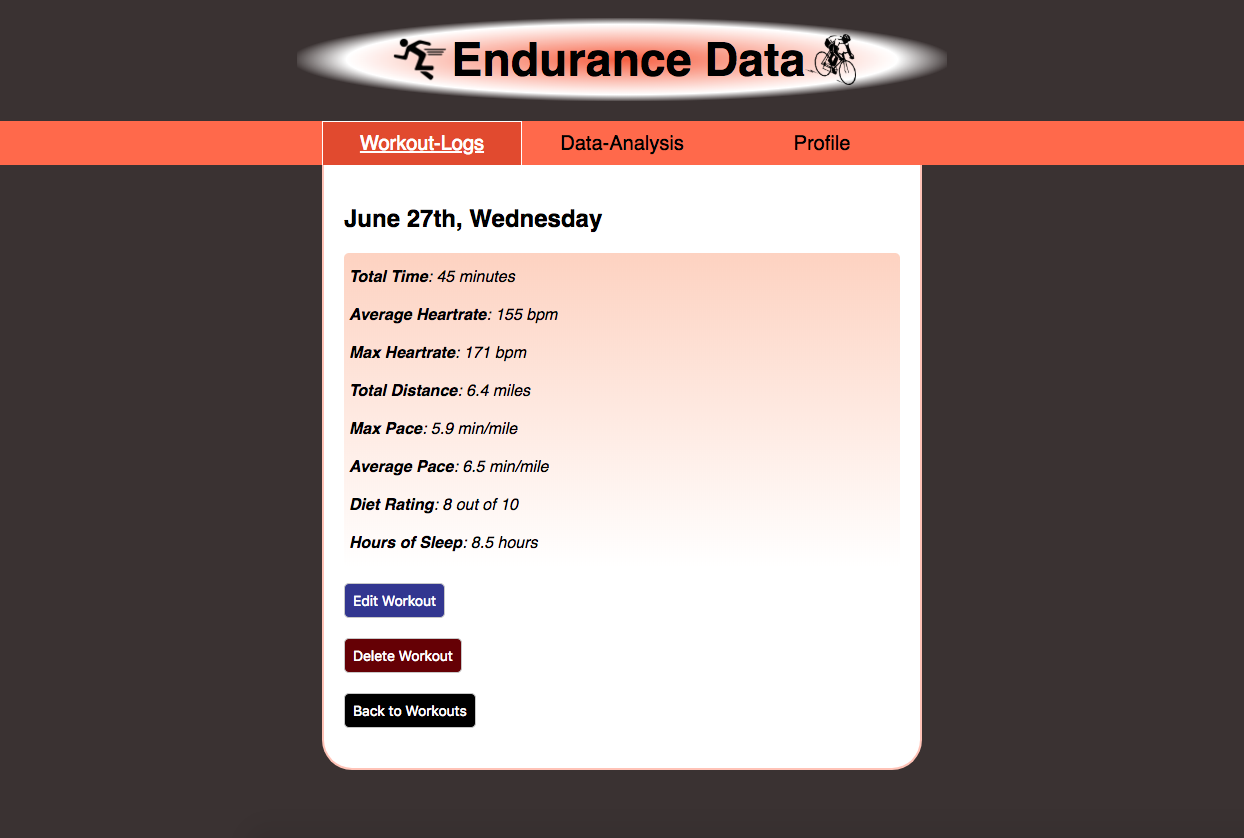 Endurance Data
Workout-Logs Data-Analysis Profile
June 27th, Wednesday
Total Time: 45 minutes
Average Heartrate: 155 bpm
Max Heartrate: 171 bpm
Total Distance: 6.4 miles
Max Pace: 5.9 min/mile
Average Pace: 6.5 min/mile
Diet Rating: 8 out of 10
Hours of Sleep: 8.5 hours
Edit Workout
Delete Workout
Back to Workouts